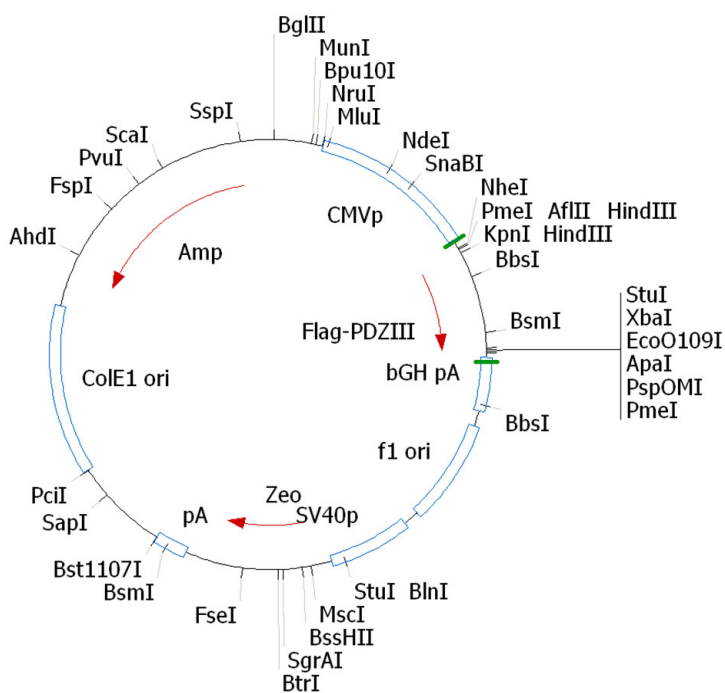 BglII
MunI
Bpu10I
NruI
MluI
SspI
ScaI
PvuI
FspI
AhdI
NdeI
SnaBI
CMVp
NheI
PmeI AflII HindIII
KpnI HindIII
BbsI
Amp
StuI
XbaI
EcoO109I
ApaI
PspOMI
PmeI
BsmI
Flag-PDZIII
bGH pA
ColE1 ori
BbsI
f1 ori
PciI
SapI
Zeo
SV40p
pA
Bst1107I
BsmI
FseI
StuI BlnI
MscI
BssHII
SgrAI
BtrI